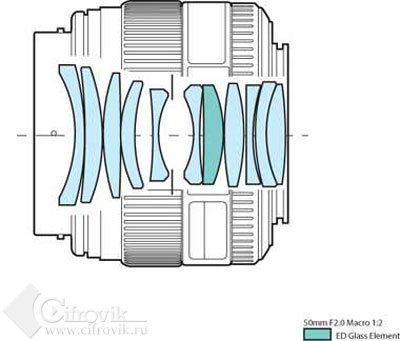 50mm F2.0 Macro 1:2
ED Glass Element
Cifrovik
www.cifrovik.ru